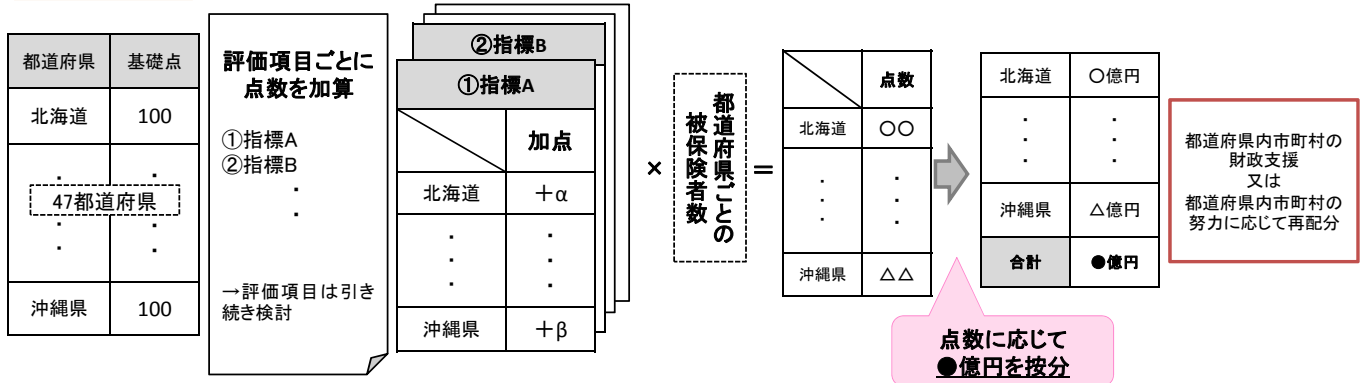 都道府県 基礎点
北海道 100
・ ・
47都道府県
・ ・
・ ・
沖縄県 100
評価項目ごとに
点数を加算
①指標A
②指標B
・
・
→評価項目は引き
続き検討
②指標B
①指標A
加点
北海道 +α
・ ・
・ ・
・ ・
沖縄県 +β
×
都道府県ごとの
被保険者数
=
点数
北海道 〇〇
・ ・
・ ・
・ ・
沖縄県 △△
北海道 〇億円
・ ・
・ ・
・ ・
沖縄県 △億円
合計 ●億円
点数に応じて
●億円を按分
都道府県内市町村の
財政支援
又は
都道府県内市町村の
努力に応じて再配分